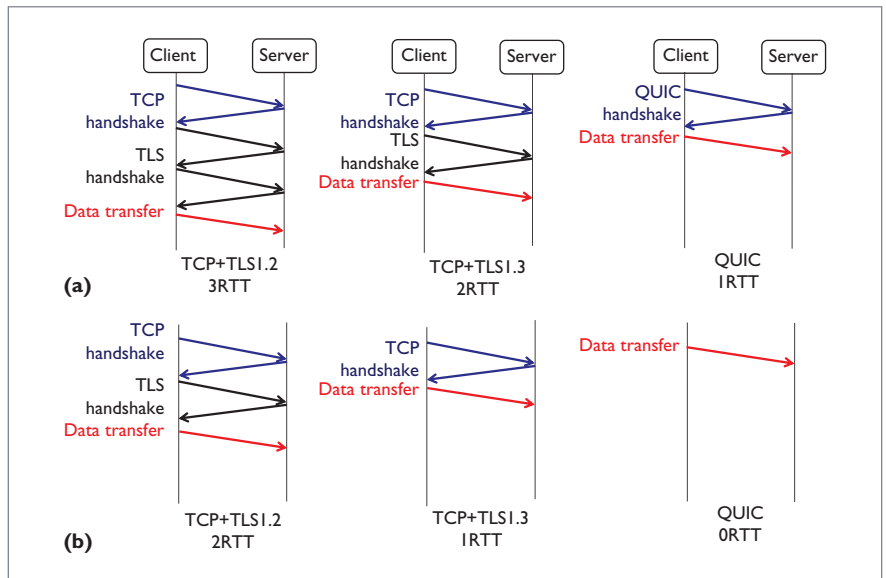 Client Server
TCP
handshake
TLS
handshake
Data transfer
TCP+TLS1.2
3RTT
Client Server
TCP
handshake
TLS
handshake
Data transfer
TCP+TLS1.3
2RTT
Client Server
QUIC
handshake
Data transfer
QUIC
1RTT
(a)
TCP
handshake
TLS
handshake
Data transfer
TCP+TLS1.2
2RTT
TCP
handshake
Data transfer
TCP+TLS1.3
1RTT
Data transfer
QUIC
0RTT
(b)